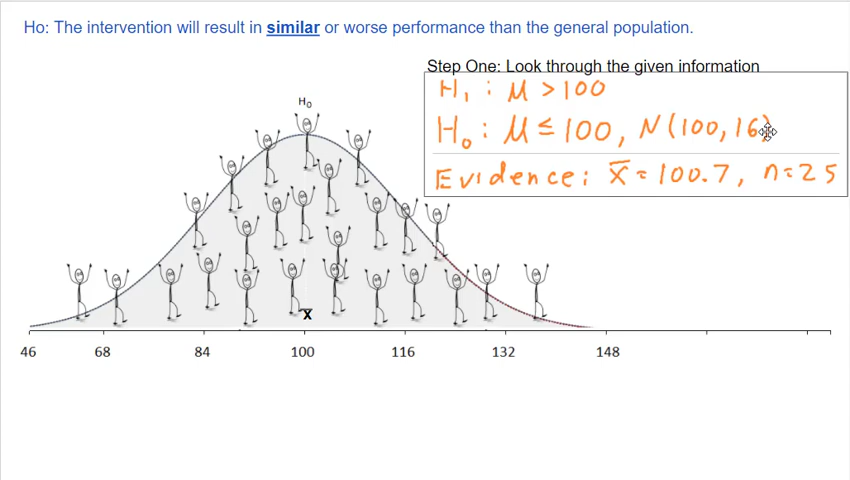 Ho: The intervention will result in similar or worse performance than the general population.
Step One: Look through the given information
H₁ : μ > 100
H₀ : μ ≤ 100, N(100,16)
Evidence: x̄ = 100.7, n = 25
H₀
x̄
46 68 84 100 116 132 148